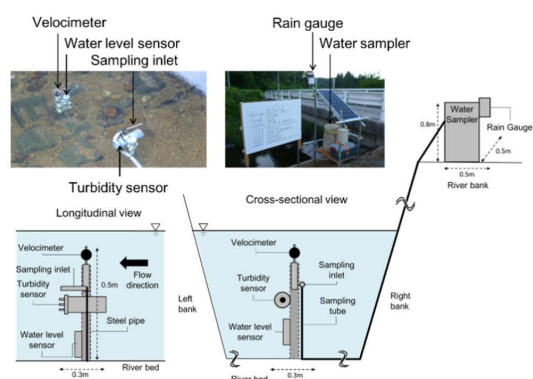 Velocimeter
Water level sensor
Sampling inlet
Turbidity sensor
Rain gauge
Water sampler
Water
Sampler
0.8m
Rain Gauge
0.5m
0.5m
River bank
Longitudinal view
Velocimeter
Sampling inlet
Turbidity
sensor
0.5m
Flow
direction
Steel pipe
Water level
sensor
0.3m
River bed
Cross-sectional view
Left
bank
Velocimeter
Turbidity
sensor
Sampling
inlet
Sampling
tube
Water level
sensor
Right
bank
River bed
0.3m